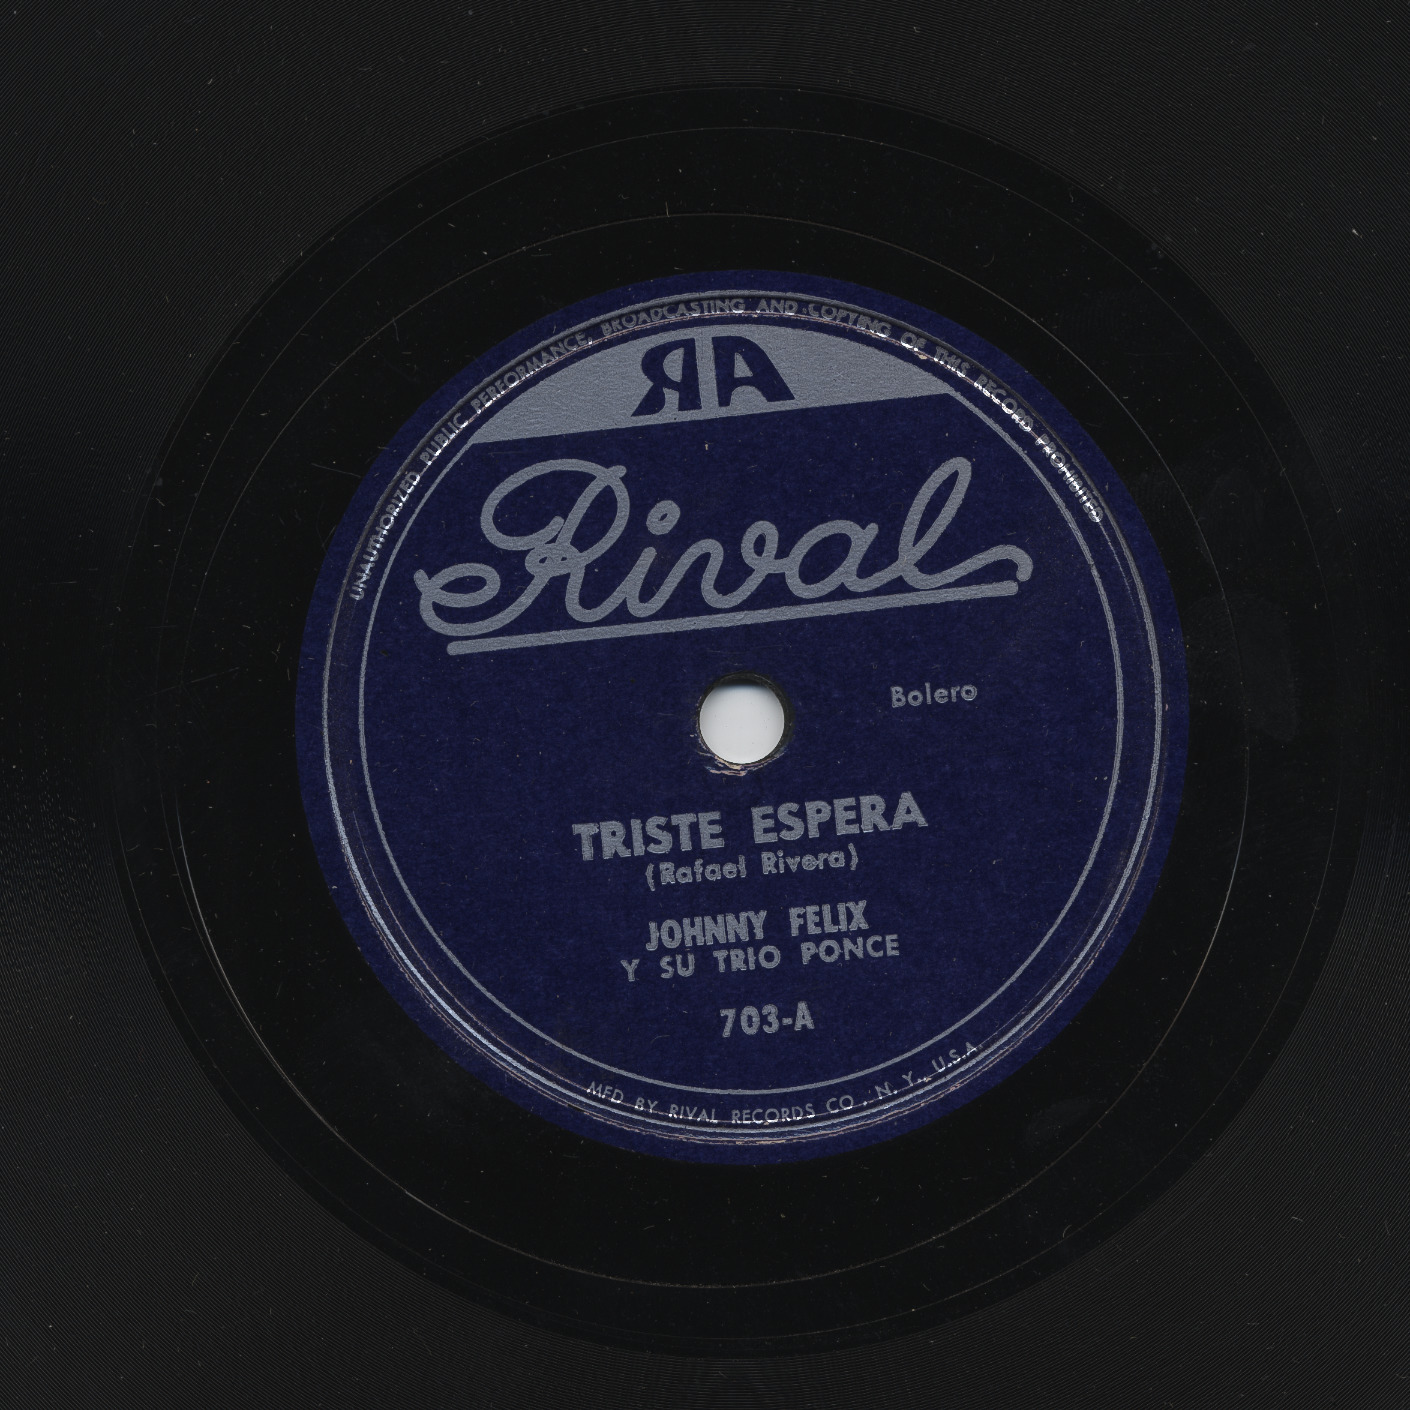 UNAUTHORIZED PUBLIC PERFORMANCE, BROADCASTING AND COPYING OF THIS RECORD PROHIBITED
RA
Rival
Bolero
TRISTE ESPERA
(Rafael Rivera)
JOHNNY FELIX
Y SU TRIO PONCE
703-A
MFD BY RIVAL RECORDS CO., N. Y., U.S.A.